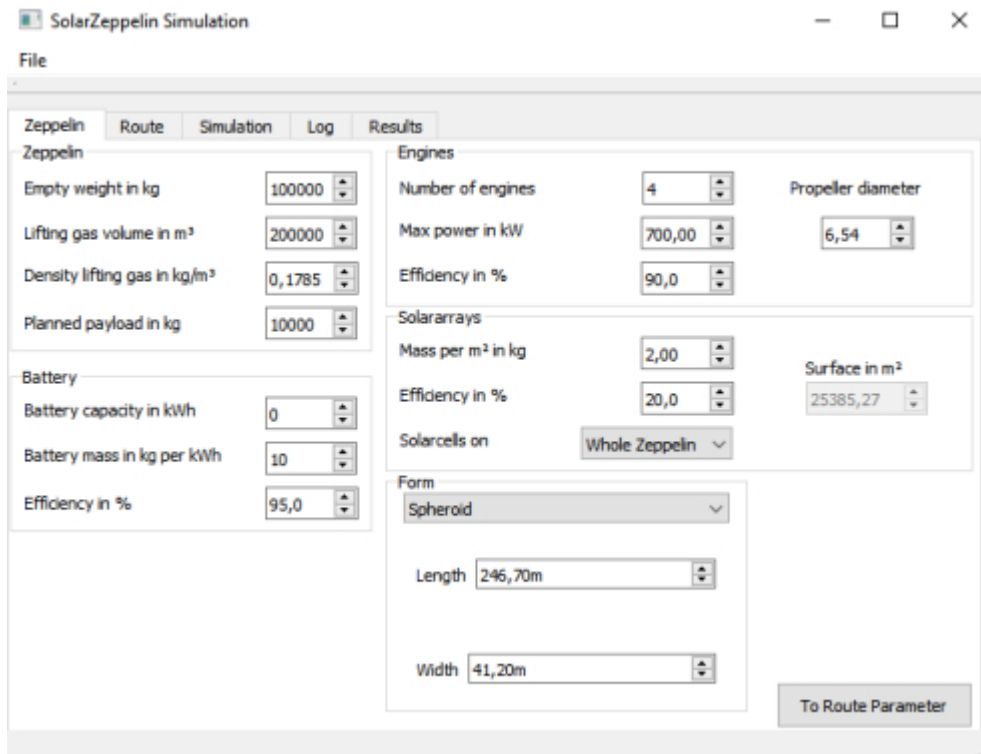 SolarZeppelin Simulation
File
Zeppelin Route Simulation Log Results
Zeppelin
Empty weight in kg 100000
Lifting gas volume in m³ 200000
Density lifting gas in kg/m³ 0,1785
Planned payload in kg 10000
Battery
Battery capacity in kWh 0
Battery mass in kg per kWh 10
Efficiency in % 95,0
Engines
Number of engines 4
Propeller diameter
Max power in kW 700,00
6,54
Efficiency in % 90,0
Solararrays
Mass per m² in kg 2,00
Surface in m²
Efficiency in % 20,0
25385,27
Solarcells on Whole Zeppelin
Form
Spheroid
Length 246,70m
Width 41,20m
To Route Parameter